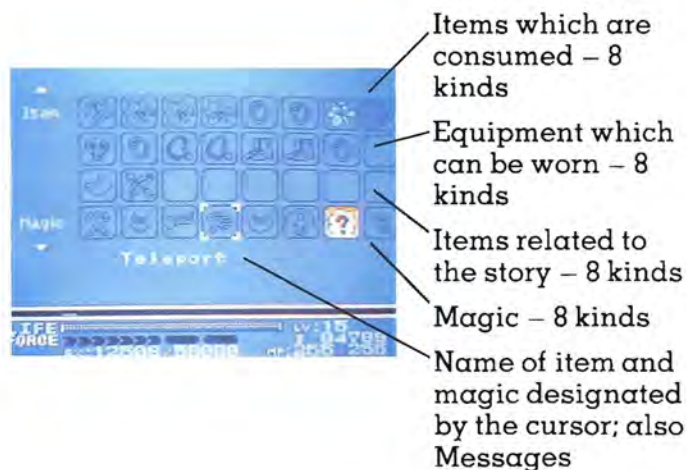 Items which are
consumed – 8
kinds
Item
Equipment which
can be worn – 8
kinds
Items related to
the story – 8 kinds
Magic
?
Magic – 8 kinds
Teleport
Name of item and
magic designated
by the cursor; also
Messages
LIFE
FORCE
LV:15